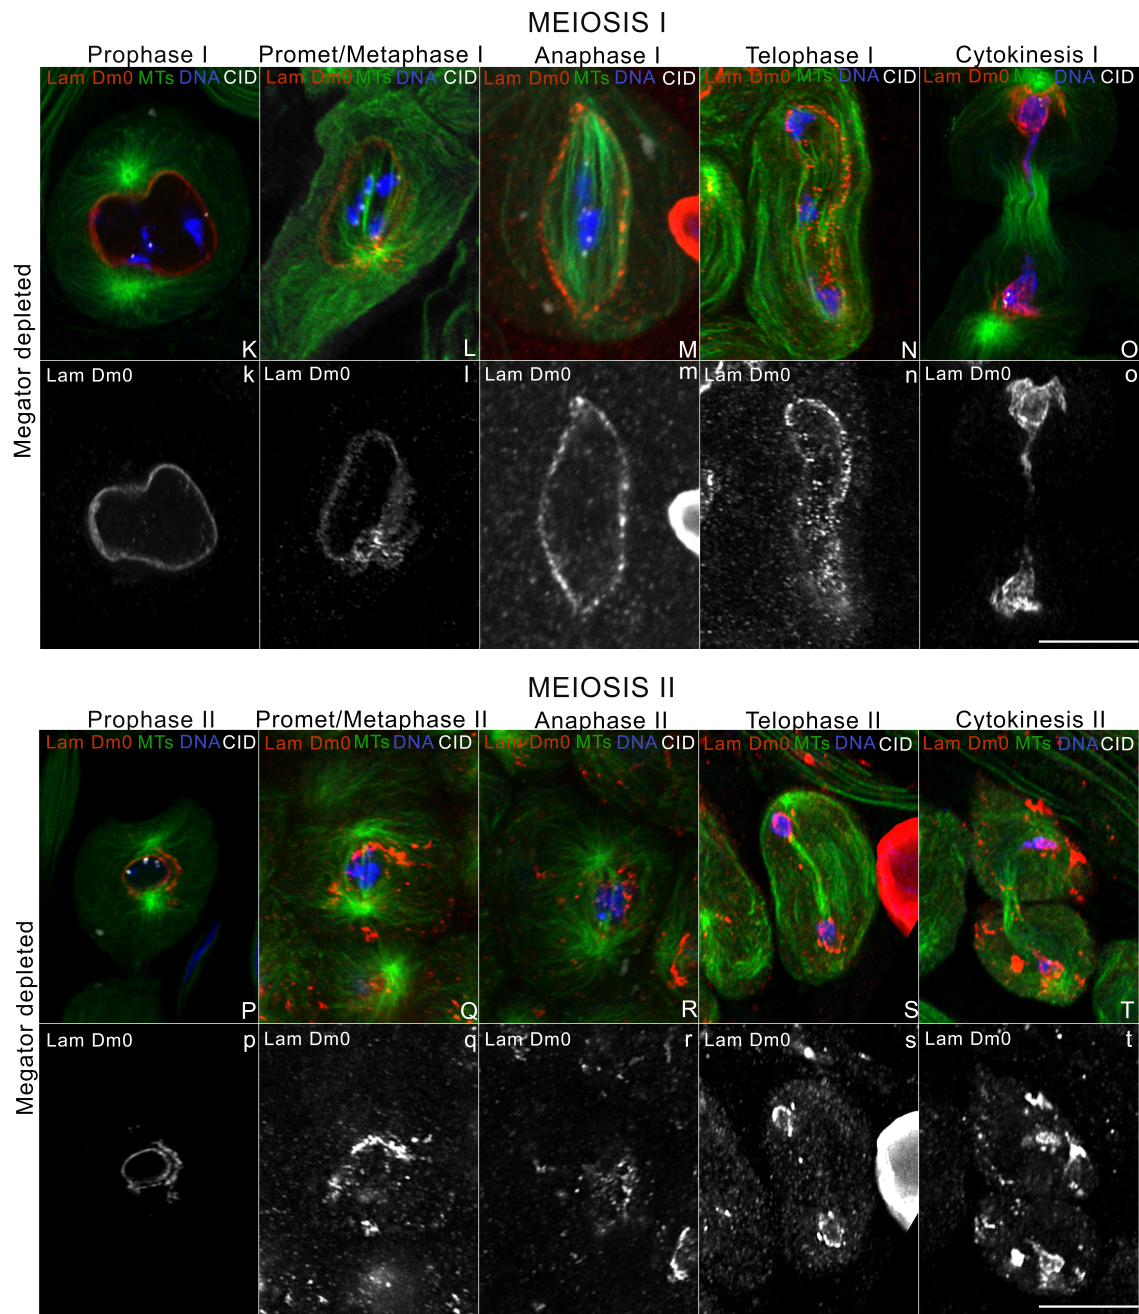 MEIOSIS I
Prophase I Promet/Metaphase I Anaphase I Telophase I Cytokinesis I
Megator depleted
Lam Dm0 MTs DNA CID Lam Dm0 MTs DNA CID Lam Dm0 MTs DNA CID Lam Dm0 MTs DNA CID Lam Dm0 MTs DNA CID
K L M N O
Lam Dm0 k Lam Dm0 l Lam Dm0 m Lam Dm0 n Lam Dm0 o
MEIOSIS II
Prophase II Promet/Metaphase II Anaphase II Telophase II Cytokinesis II
Megator depleted
Lam Dm0 MTs DNA CID Lam Dm0 MTs DNA CID Lam Dm0 MTs DNA CID Lam Dm0 MTs DNA CID Lam Dm0 MTs DNA CID
P Q R S T
Lam Dm0 p Lam Dm0 q Lam Dm0 r Lam Dm0 s Lam Dm0 t